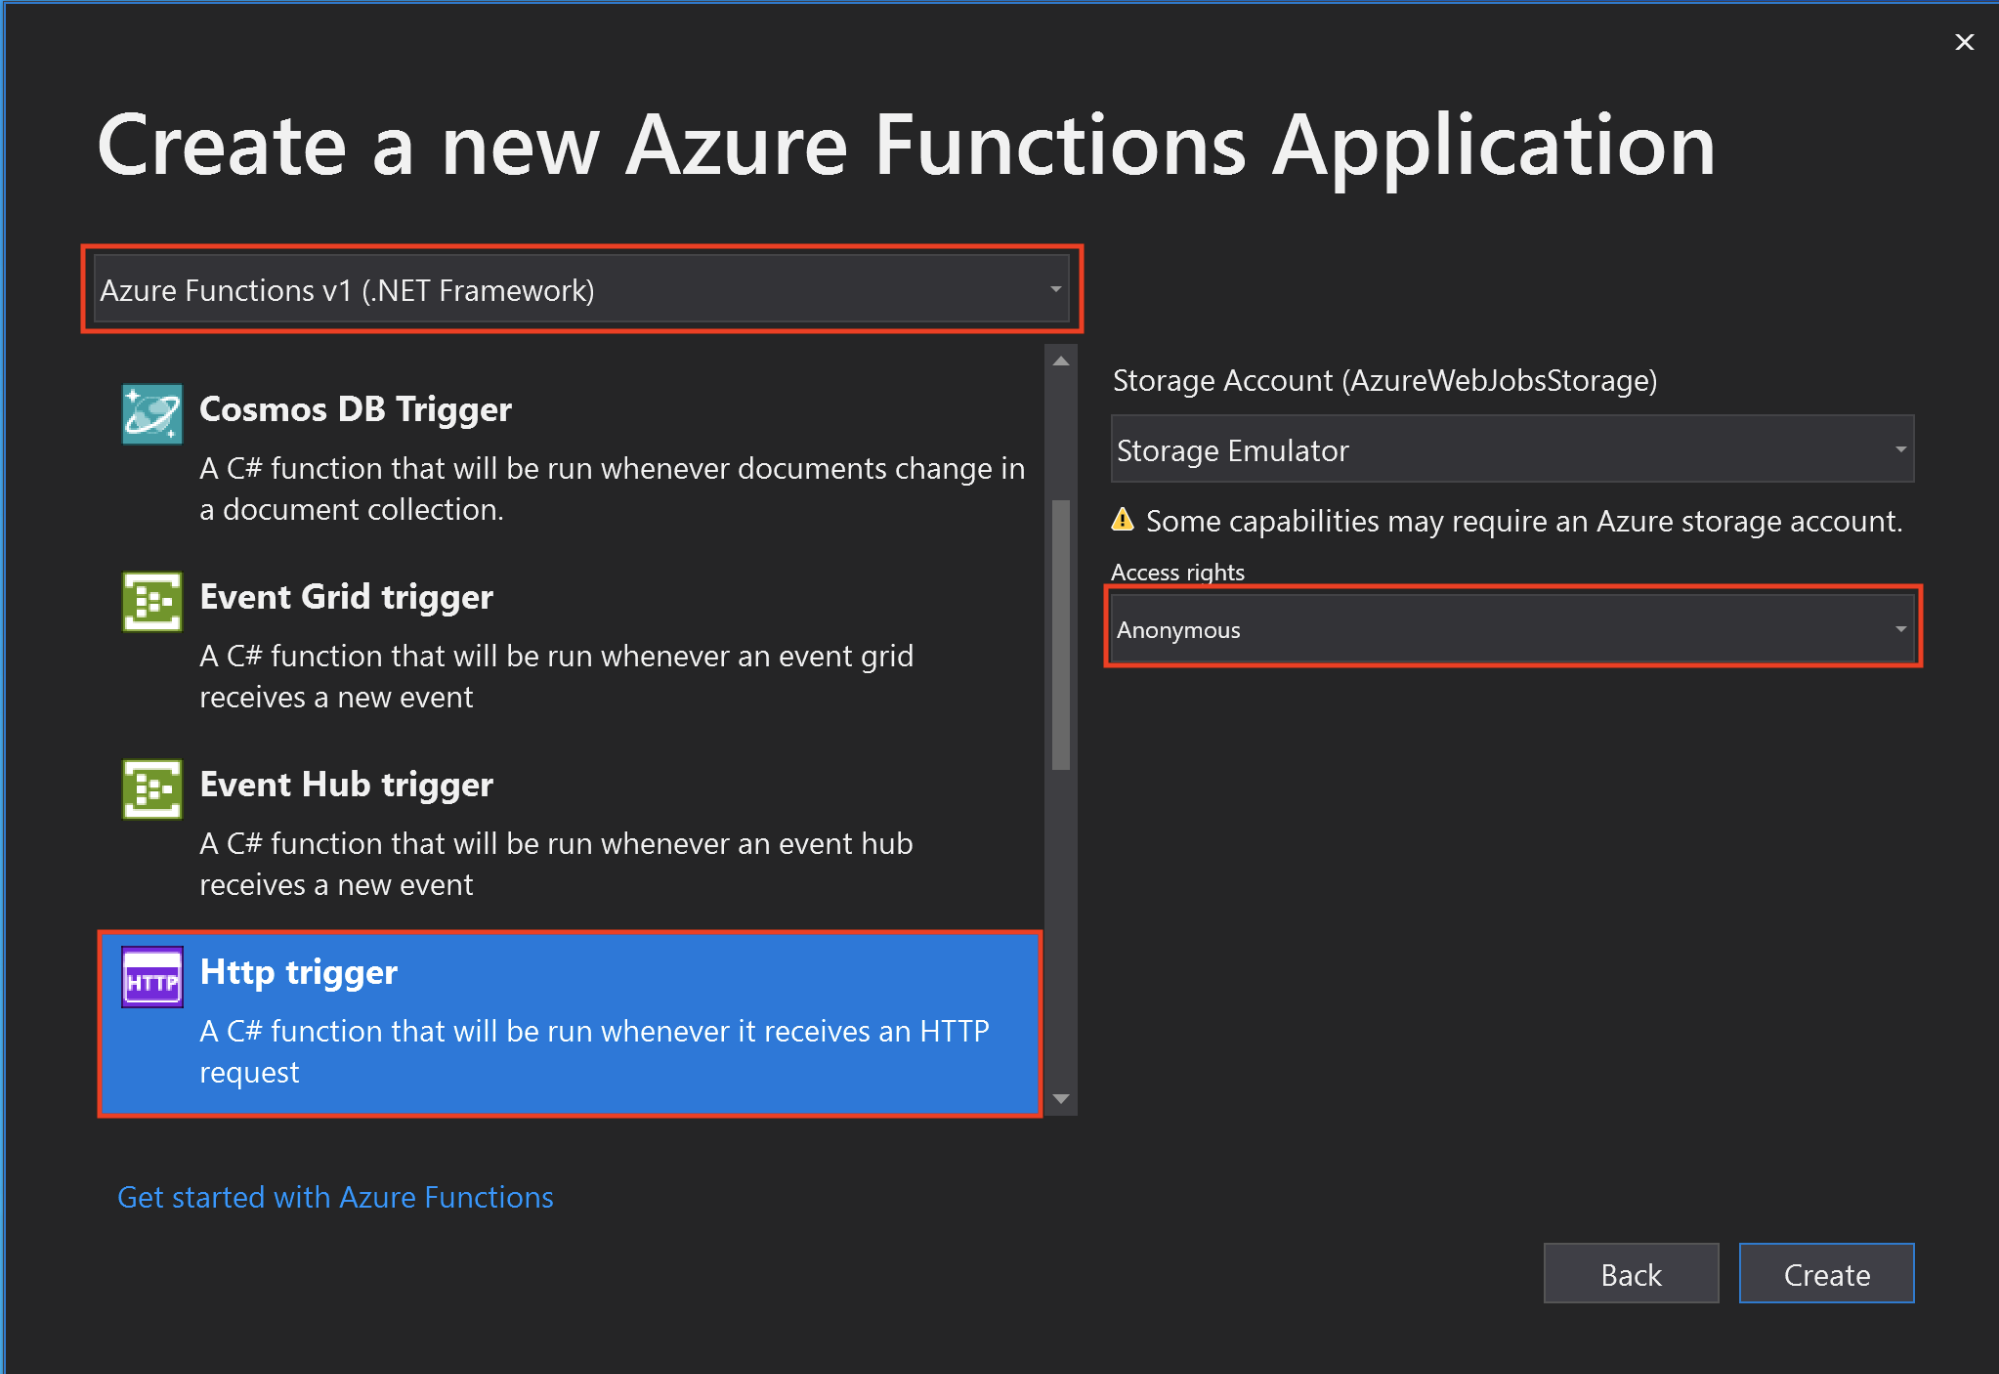 Create a new Azure Functions Application
Azure Functions v1 (.NET Framework)
Cosmos DB Trigger
A C# function that will be run whenever documents change in
a document collection.
Event Grid trigger
A C# function that will be run whenever an event grid
receives a new event
Event Hub trigger
A C# function that will be run whenever an event hub
receives a new event
HTTP
Http trigger
A C# function that will be run whenever it receives an HTTP
request
Storage Account (AzureWebJobsStorage)
Storage Emulator
Some capabilities may require an Azure storage account.
Access rights
Anonymous
Get started with Azure Functions
Back
Create